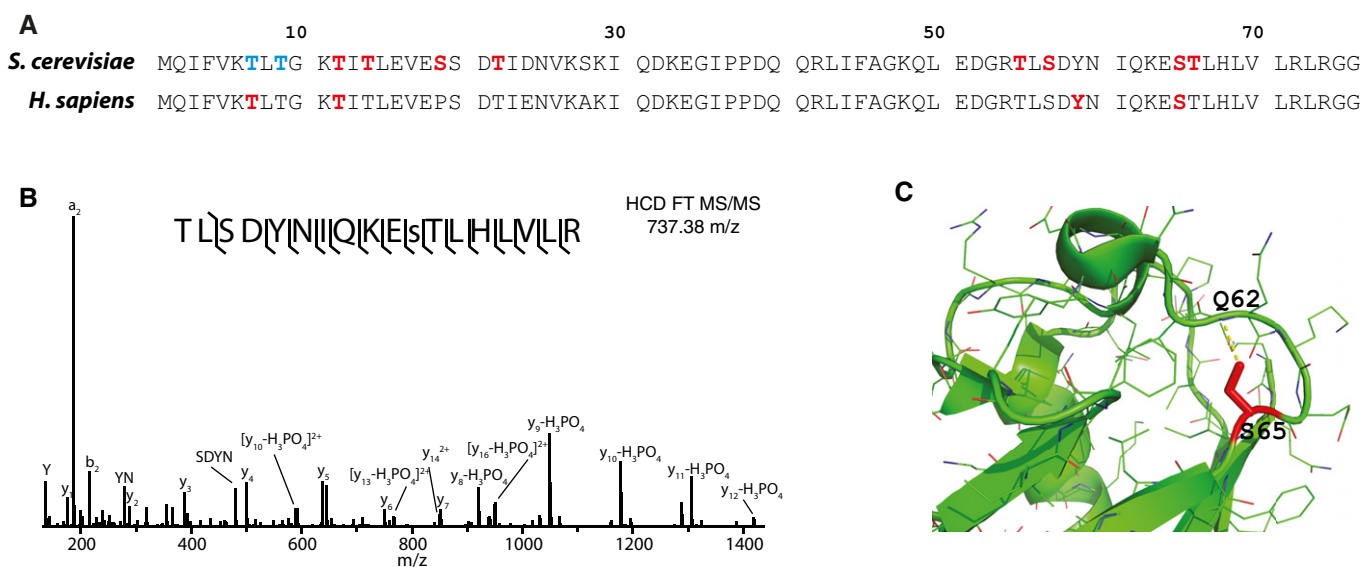 A
10 30 50 70
S. cerevisiae MQIFVKTLTG KTITLEVESS DTIDNVKSKI QDKEGIPPDQ QRLIFAGKQL EDGRTLSDYN IQKESTLHLV LRLRGG
H. sapiens MQIFVKTLTG KTITLEVEPS DTIENVKAKI QDKEGIPPDQ QRLIFAGKQL EDGRTLSDYN IQKESTLHLV LRLRGG
B
TLSDYNIQKEsTLHLVLR
HCD FT MS/MS
737.38 m/z
a₂
Y
y₁
b₂
YN
y₂
y₃
SDYN
y₄
[y₁₀-H₃PO₄]²⁺
y₅
[y₁₃-H₃PO₄]²⁺
y₆
y₁₄²⁺
y₇
y₈-H₃PO₄
[y₁₆-H₃PO₄]²⁺
y₉-H₃PO₄
y₁₀-H₃PO₄
y₁₁-H₃PO₄
y₁₂-H₃PO₄
200 400 600 800 1000 1200 1400
m/z
C
Q62
S65